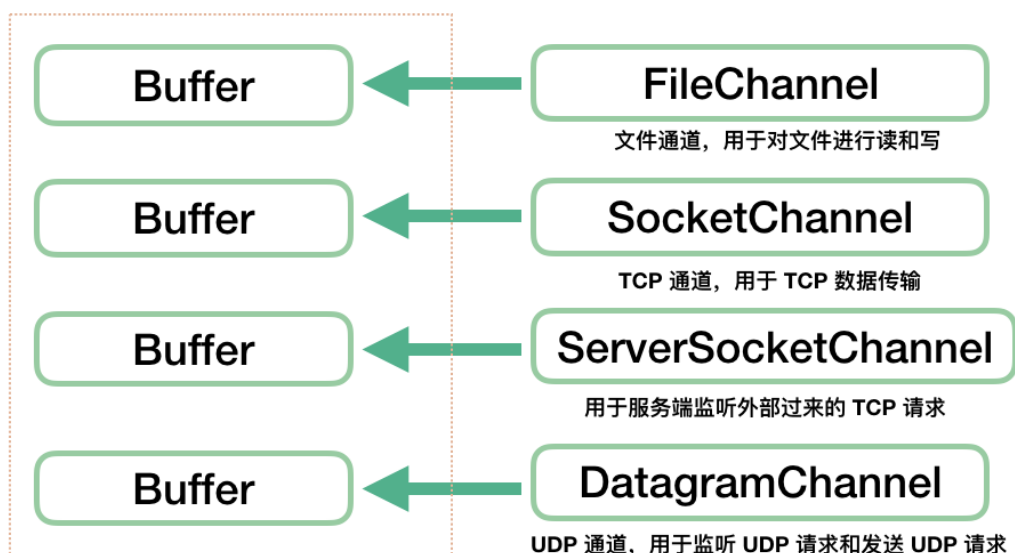 Buffer
FileChannel
文件通道，用于对文件进行读和写
Buffer
SocketChannel
TCP 通道，用于 TCP 数据传输
Buffer
ServerSocketChannel
用于服务端监听外部过来的 TCP 请求
Buffer
DatagramChannel
UDP 通道，用于监听 UDP 请求和发送 UDP 请求